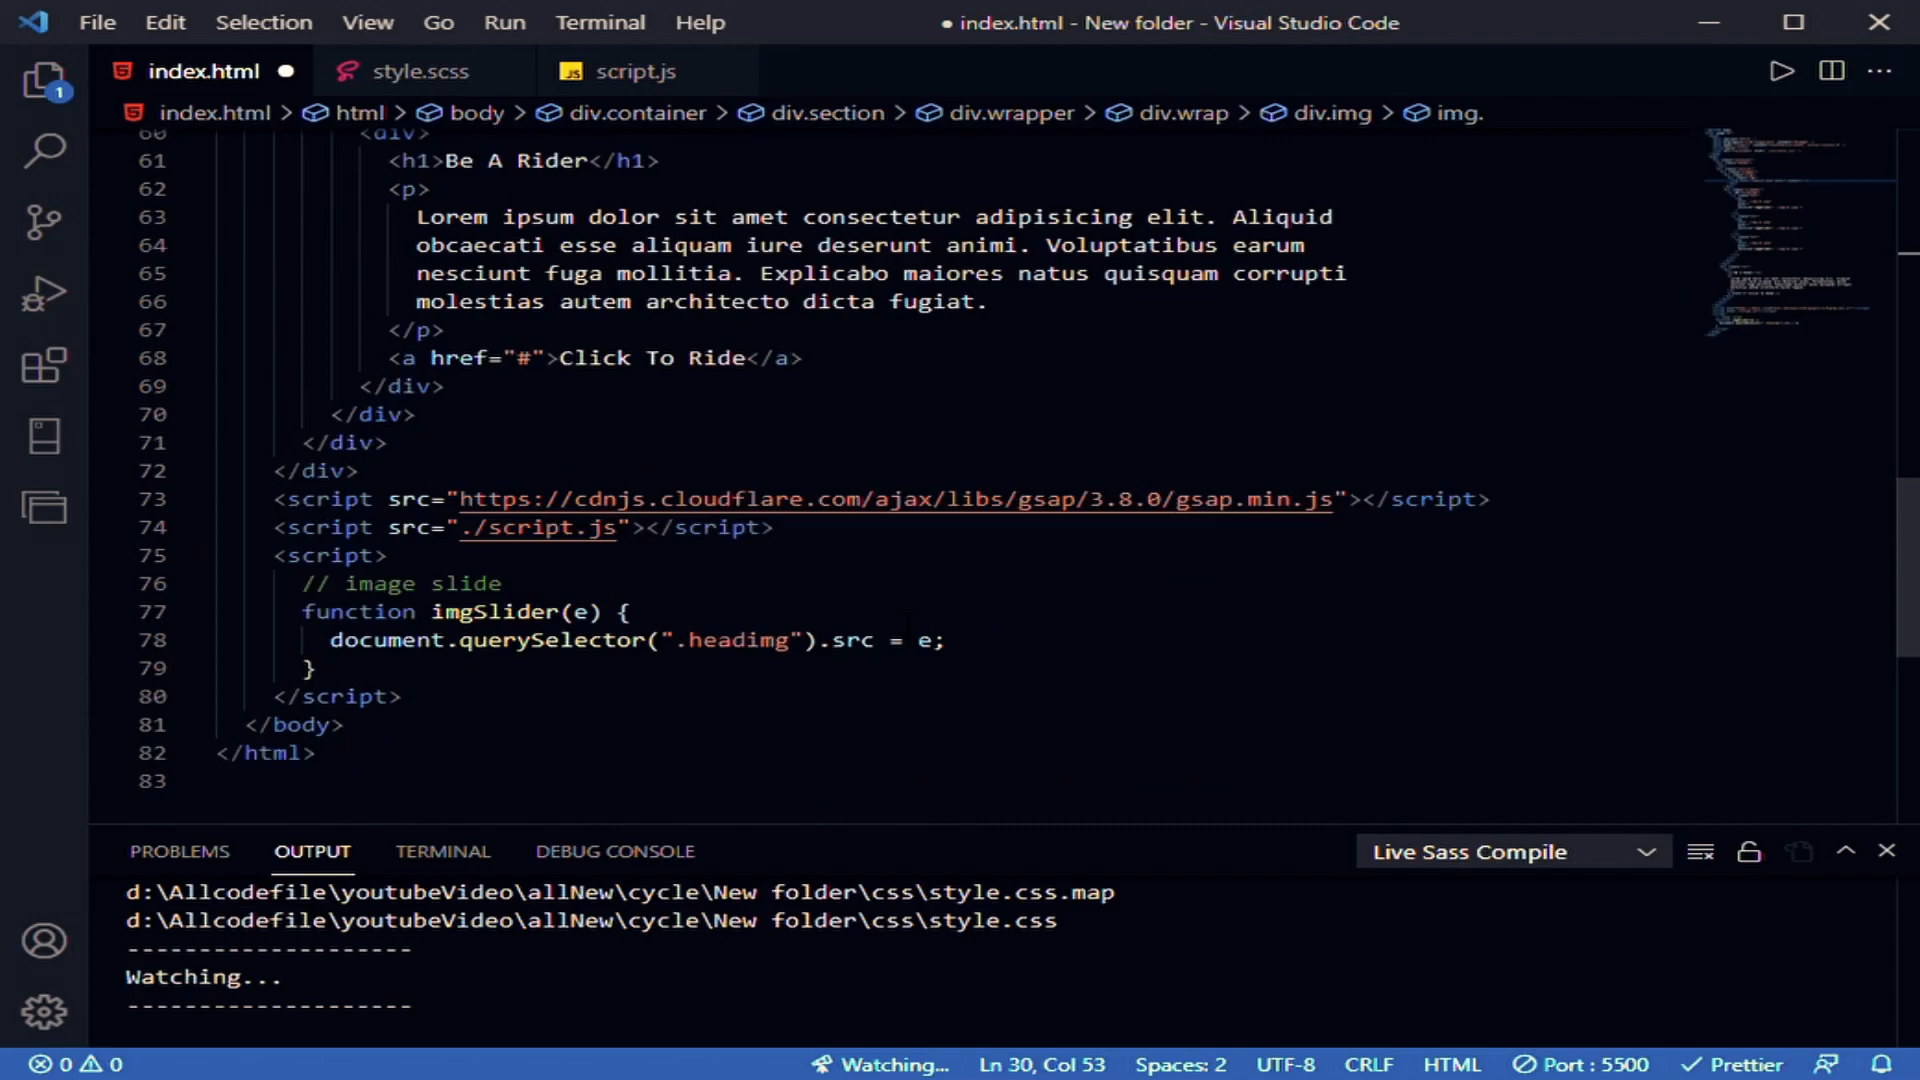 File Edit Selection View Go Run Terminal Help ● index.html - New folder - Visual Studio Code
index.html ● style.scss JS script.js
1
index.html > html > body > div.container > div.section > div.wrapper > div.wrap > div.img > img.
60 <div>
61 <h1>Be A Rider</h1>
62 <p>
63 Lorem ipsum dolor sit amet consectetur adipisicing elit. Aliquid
64 obcaecati esse aliquam iure deserunt animi. Voluptatibus earum
65 nesciunt fuga mollitia. Explicabo maiores natus quisquam corrupti
66 molestias autem architecto dicta fugiat.
67 </p>
68 <a href="#">Click To Ride</a>
69 </div>
70 </div>
71 </div>
72 </div>
73 <script src="https://cdnjs.cloudflare.com/ajax/libs/gsap/3.8.0/gsap.min.js"></script>
74 <script src="./script.js"></script>
75 <script>
76 // image slide
77 function imgSlider(e) {
78 document.querySelector(".headimg").src = e;
79 }
80 </script>
81 </body>
82 </html>
83
PROBLEMS OUTPUT TERMINAL DEBUG CONSOLE Live Sass Compile
d:\Allcodefile\youtubeVideo\allNew\cycle\New folder\css\style.css.map
d:\Allcodefile\youtubeVideo\allNew\cycle\New folder\css\style.css
--------------------
Watching...
--------------------
0 0 Watching... Ln 30, Col 53 Spaces: 2 UTF-8 CRLF HTML Port : 5500 Prettier